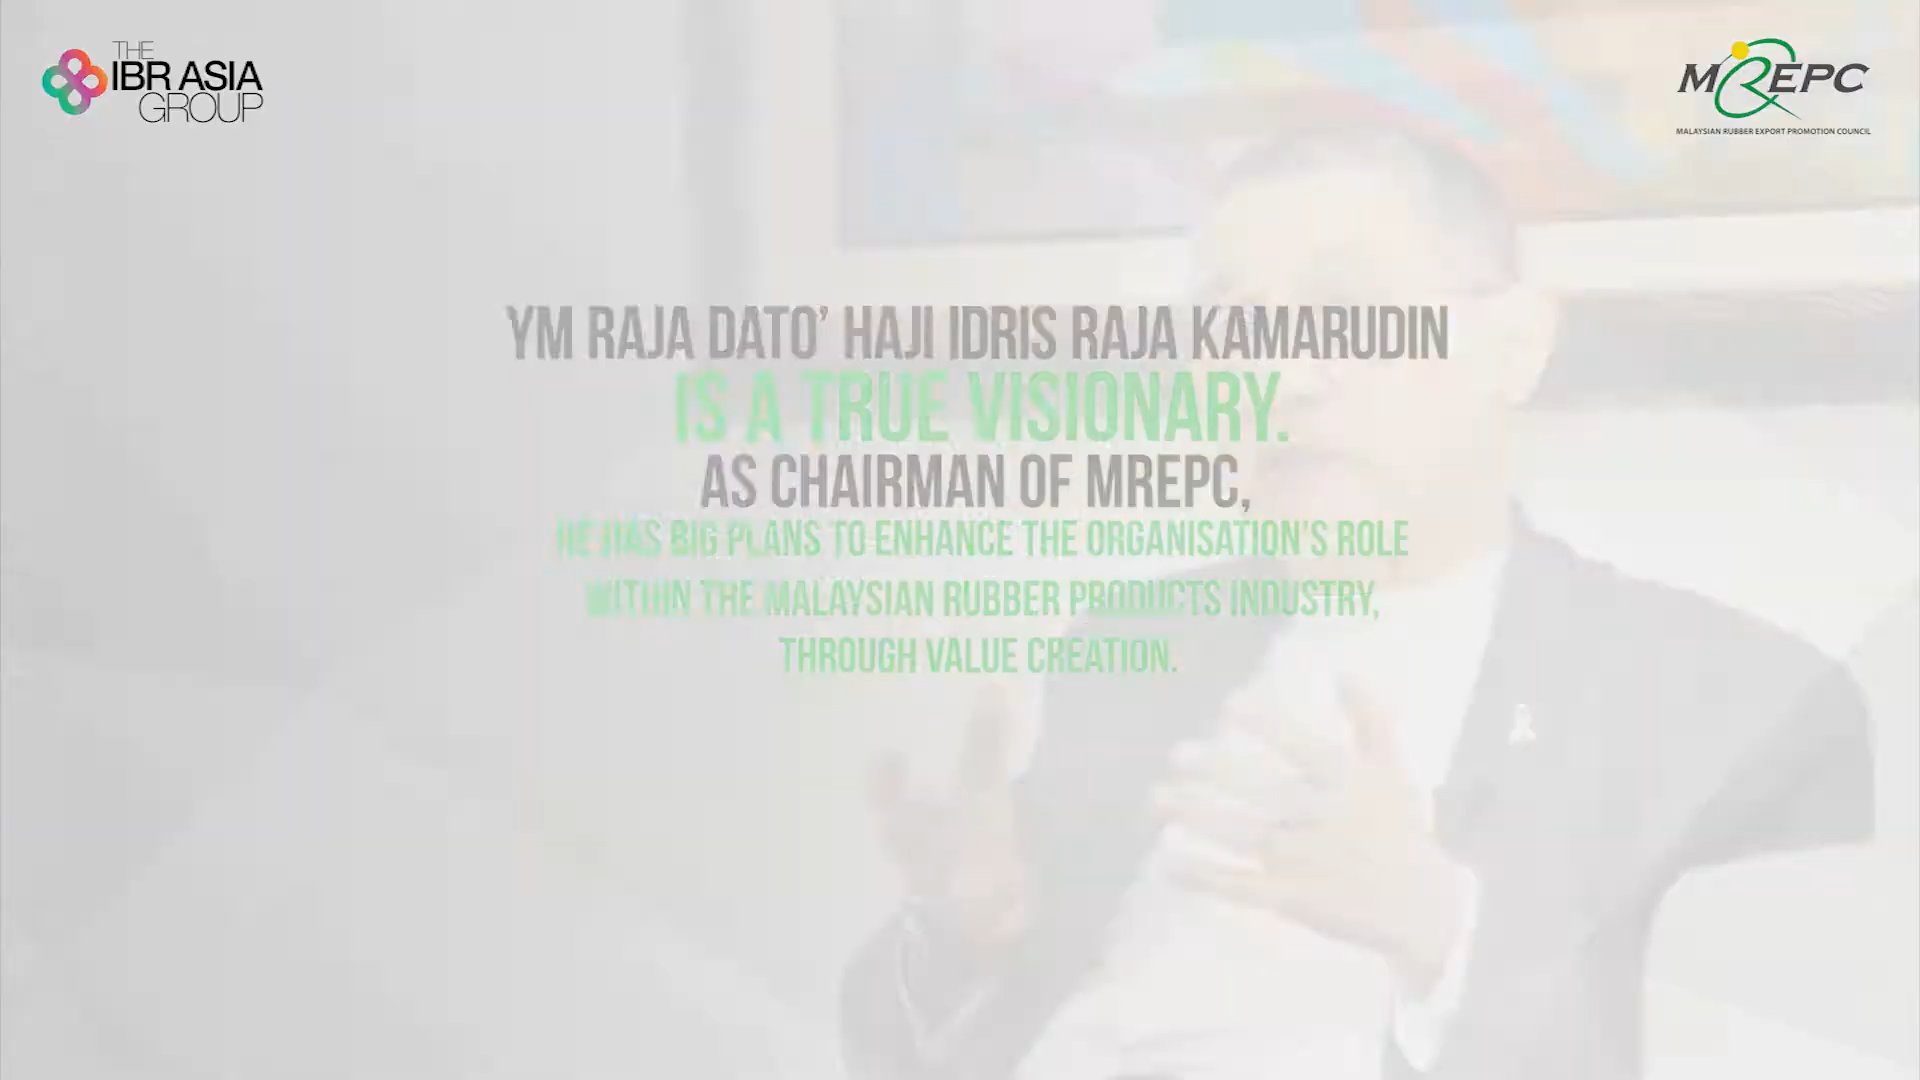 THE
IBR ASIA
GROUP
MREPC
MALAYSIAN RUBBER EXPORT PROMOTION COUNCIL
YM RAJA DATO’ HAJI IDRIS RAJA KAMARUDIN
IS A TRUE VISIONARY.
AS CHAIRMAN OF MREPC,
HE HAS BIG PLANS TO ENHANCE THE ORGANISATION'S ROLE
WITHIN THE MALAYSIAN RUBBER PRODUCTS INDUSTRY,
THROUGH VALUE CREATION.